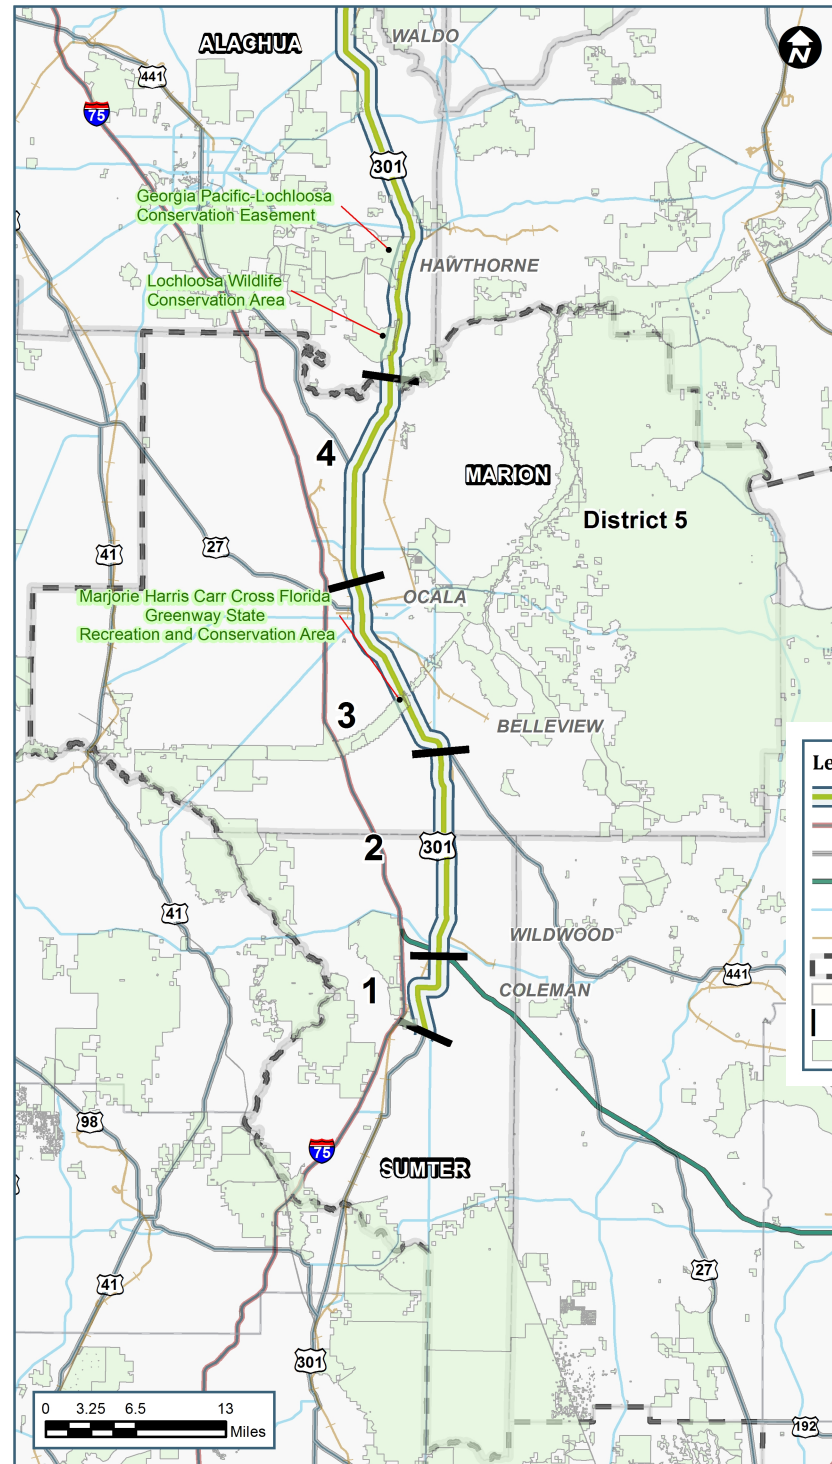 WALDO
ALACHUA
441
75
301
Georgia Pacific-Lochloosa
Conservation Easement
HAWTHORNE
Lochloosa Wildlife
Conservation Area
4
MARION
District 5
27
41
Marjorie Harris Carr Cross Florida
Greenway State
Recreation and Conservation Area
OCALA
3
BELLEVIEW
Le
2
301
41
WILDWOOD
441
1
COLEMAN
98
75
SUMTER
27
41
301
0 3.25 6.5 13
Miles
192
N